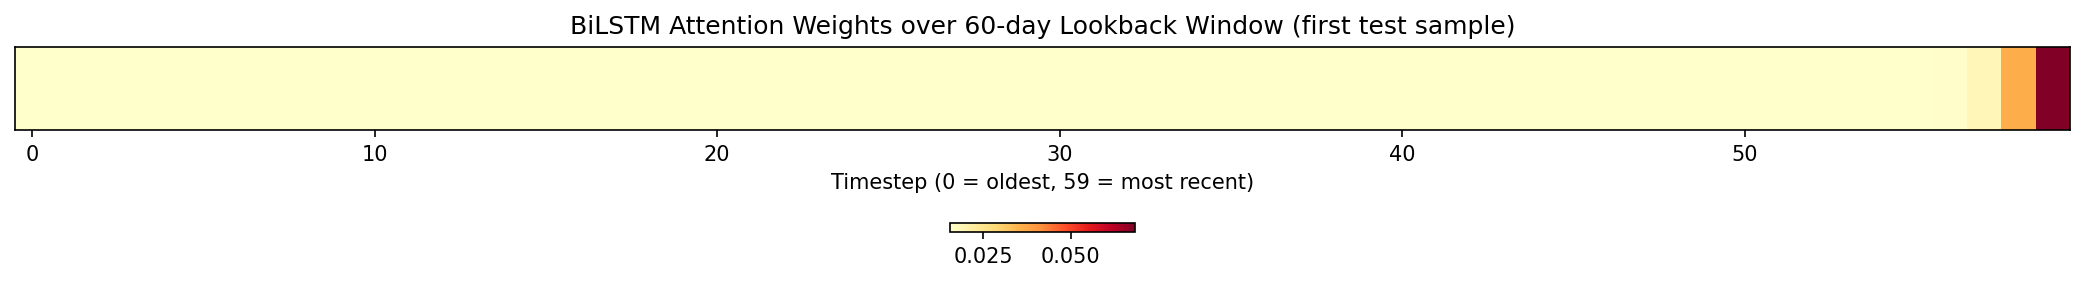 BiLSTM Attention Weights over 60-day Lookback Window (first test sample)
0 10 20 30 40 50
Timestep (0 = oldest, 59 = most recent)
0.025 0.050